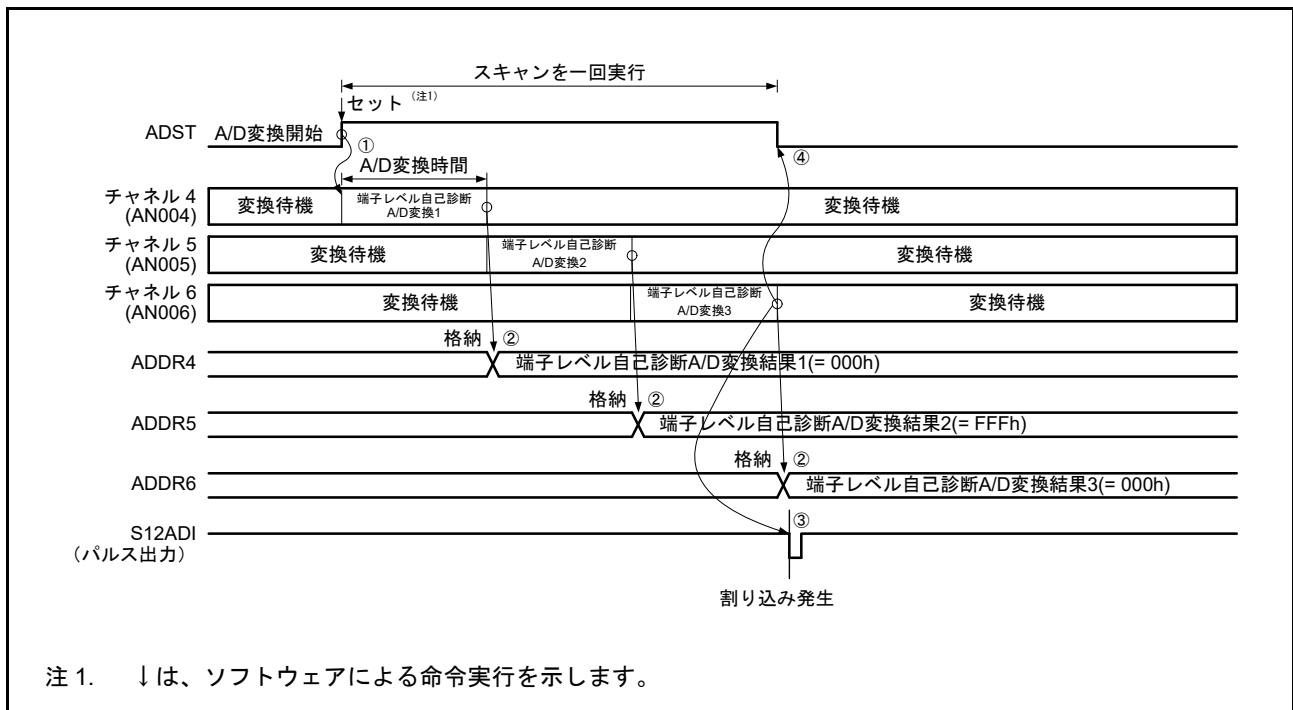 スキャンを一回実行
セット (注1)
ADST A/D変換開始
①
④
A/D変換時間
チャネル 4
(AN004)
変換待機
端子レベル自己診断
A/D変換1
変換待機
チャネル 5
(AN005)
変換待機
端子レベル自己診断
A/D変換2
変換待機
チャネル 6
(AN006)
変換待機
端子レベル自己診断
A/D変換3
変換待機
格納 ②
ADDR4 端子レベル自己診断A/D変換結果1(= 000h)
格納 ②
ADDR5 端子レベル自己診断A/D変換結果2(= FFFh)
格納 ②
ADDR6 端子レベル自己診断A/D変換結果3(= 000h)
③
S12ADI
(パルス出力)
割り込み発生
注 1. ↓は、ソフトウェアによる命令実行を示します。